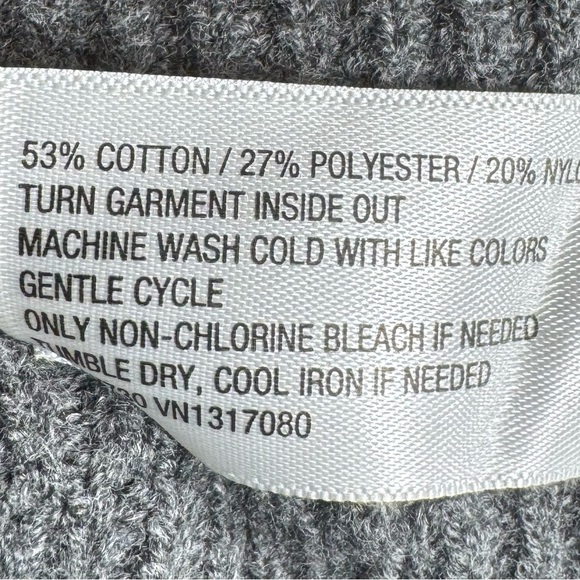 53% COTTON / 27% POLYESTER / 20% NYLO
TURN GARMENT INSIDE OUT
MACHINE WASH COLD WITH LIKE COLORS
GENTLE CYCLE
ONLY NON-CHLORINE BLEACH IF NEEDED
TUMBLE DRY, COOL IRON IF NEEDED
VN1317080